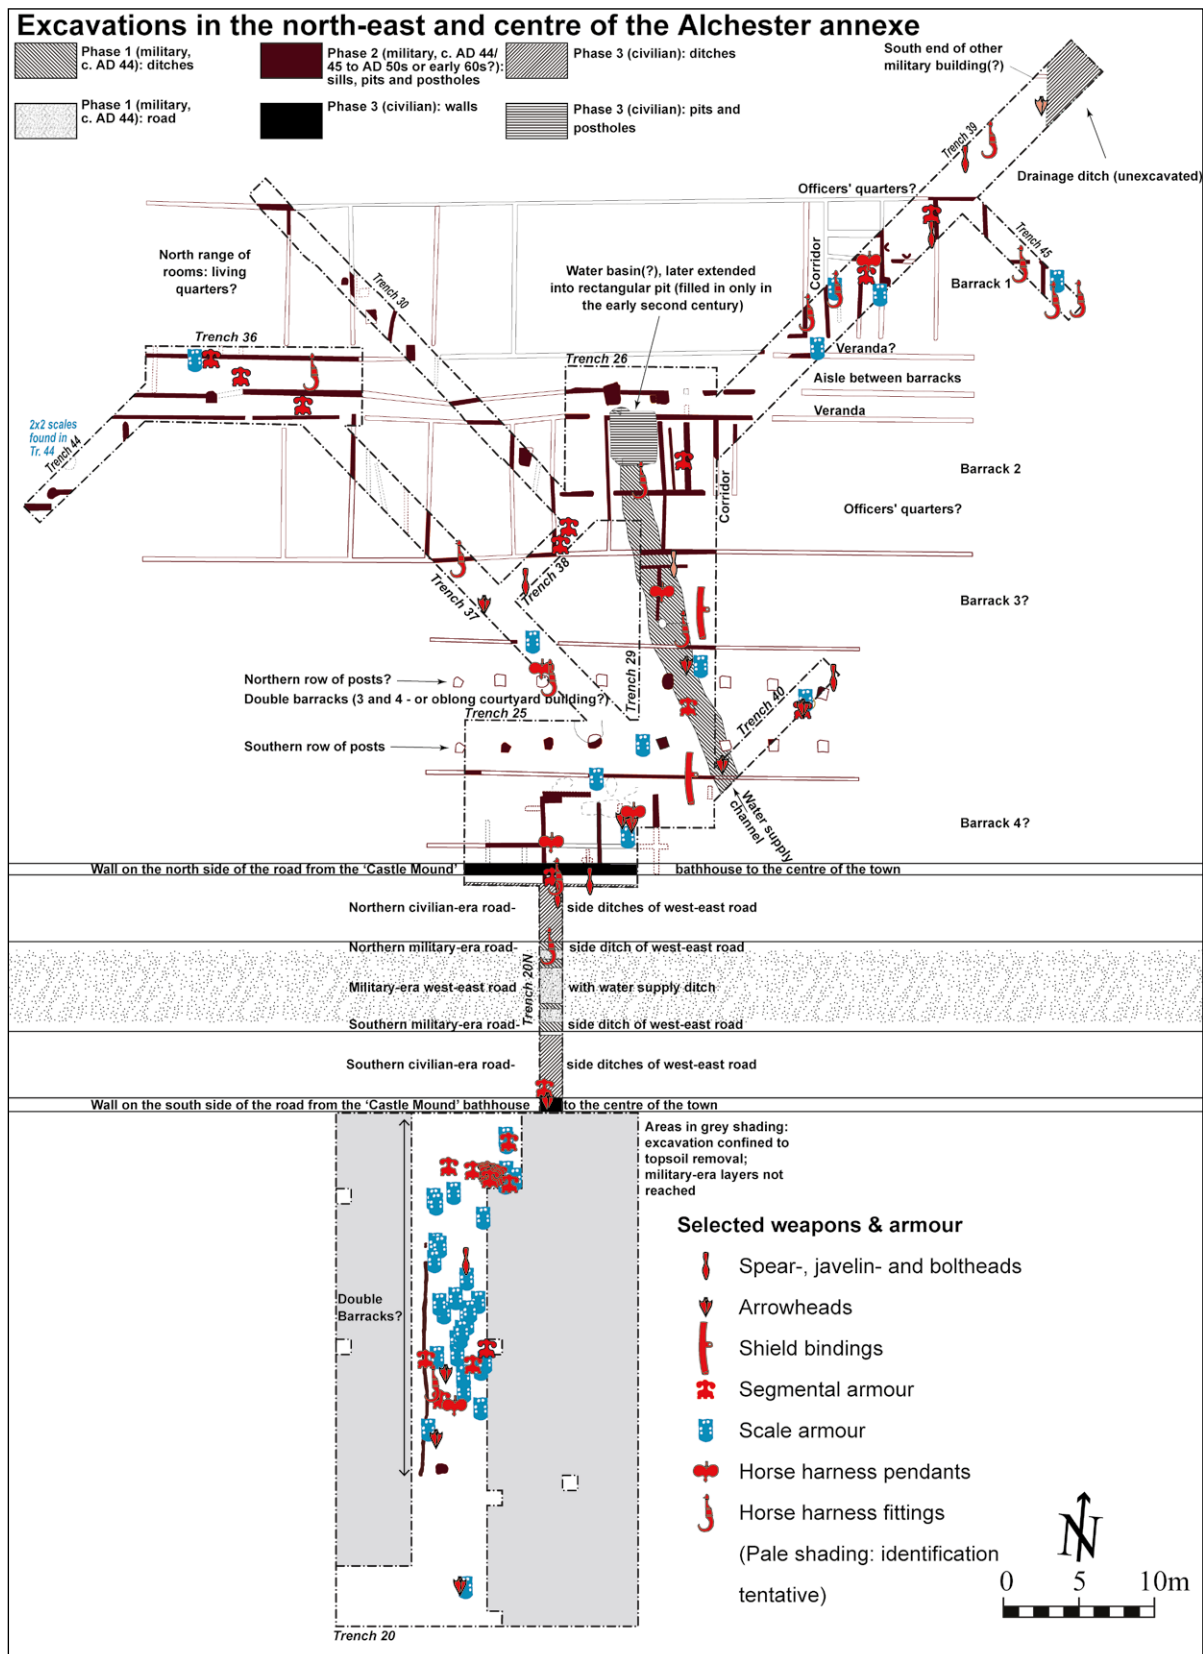 Excavations in the north-east and centre of the Alchester annexe
Phase 1 (military,
c. AD 44): ditches
Phase 2 (military, c. AD 44/
45 to AD 50s or early 60s?):
sills, pits and postholes
Phase 3 (civilian): ditches
Phase 1 (military,
c. AD 44): road
Phase 3 (civilian): walls
Phase 3 (civilian): pits and
postholes
South end of other
military building(?)
Trench 39
Drainage ditch (unexcavated)
Officers' quarters?
Trench 45
Corridor
Barrack 1
North range of
rooms: living
quarters?
Water basin(?), later extended
into rectangular pit (filled in only in
the early second century)
Trench 30
Trench 36
Trench 26
Veranda?
Aisle between barracks
Veranda
2x2 scales
found in
Tr. 44
Trench 44
Barrack 2
Corridor
Officers' quarters?
Trench 38
Trench 37
Barrack 3?
Trench 29
Northern row of posts?
Double barracks (3 and 4 - or oblong courtyard building?)
Trench 25
Trench 40
Southern row of posts
Water supply
channel
Barrack 4?
Wall on the north side of the road from the ‘Castle Mound’ bathhouse to the centre of the town
Northern civilian-era road- side ditches of west-east road
Northern military-era road- side ditch of west-east road
Trench 20N
Military-era west-east road with water supply ditch
Southern military-era road- side ditch of west-east road
Southern civilian-era road- side ditches of west-east road
Wall on the south side of the road from the ‘Castle Mound’ bathhouse to the centre of the town
Areas in grey shading:
excavation confined to
topsoil removal;
military-era layers not
reached
Double
Barracks?
Selected weapons & armour
Spear-, javelin- and boltheads
Arrowheads
Shield bindings
Segmental armour
Scale armour
Horse harness pendants
Horse harness fittings
(Pale shading: identification
tentative)
N
0 5 10m
Trench 20